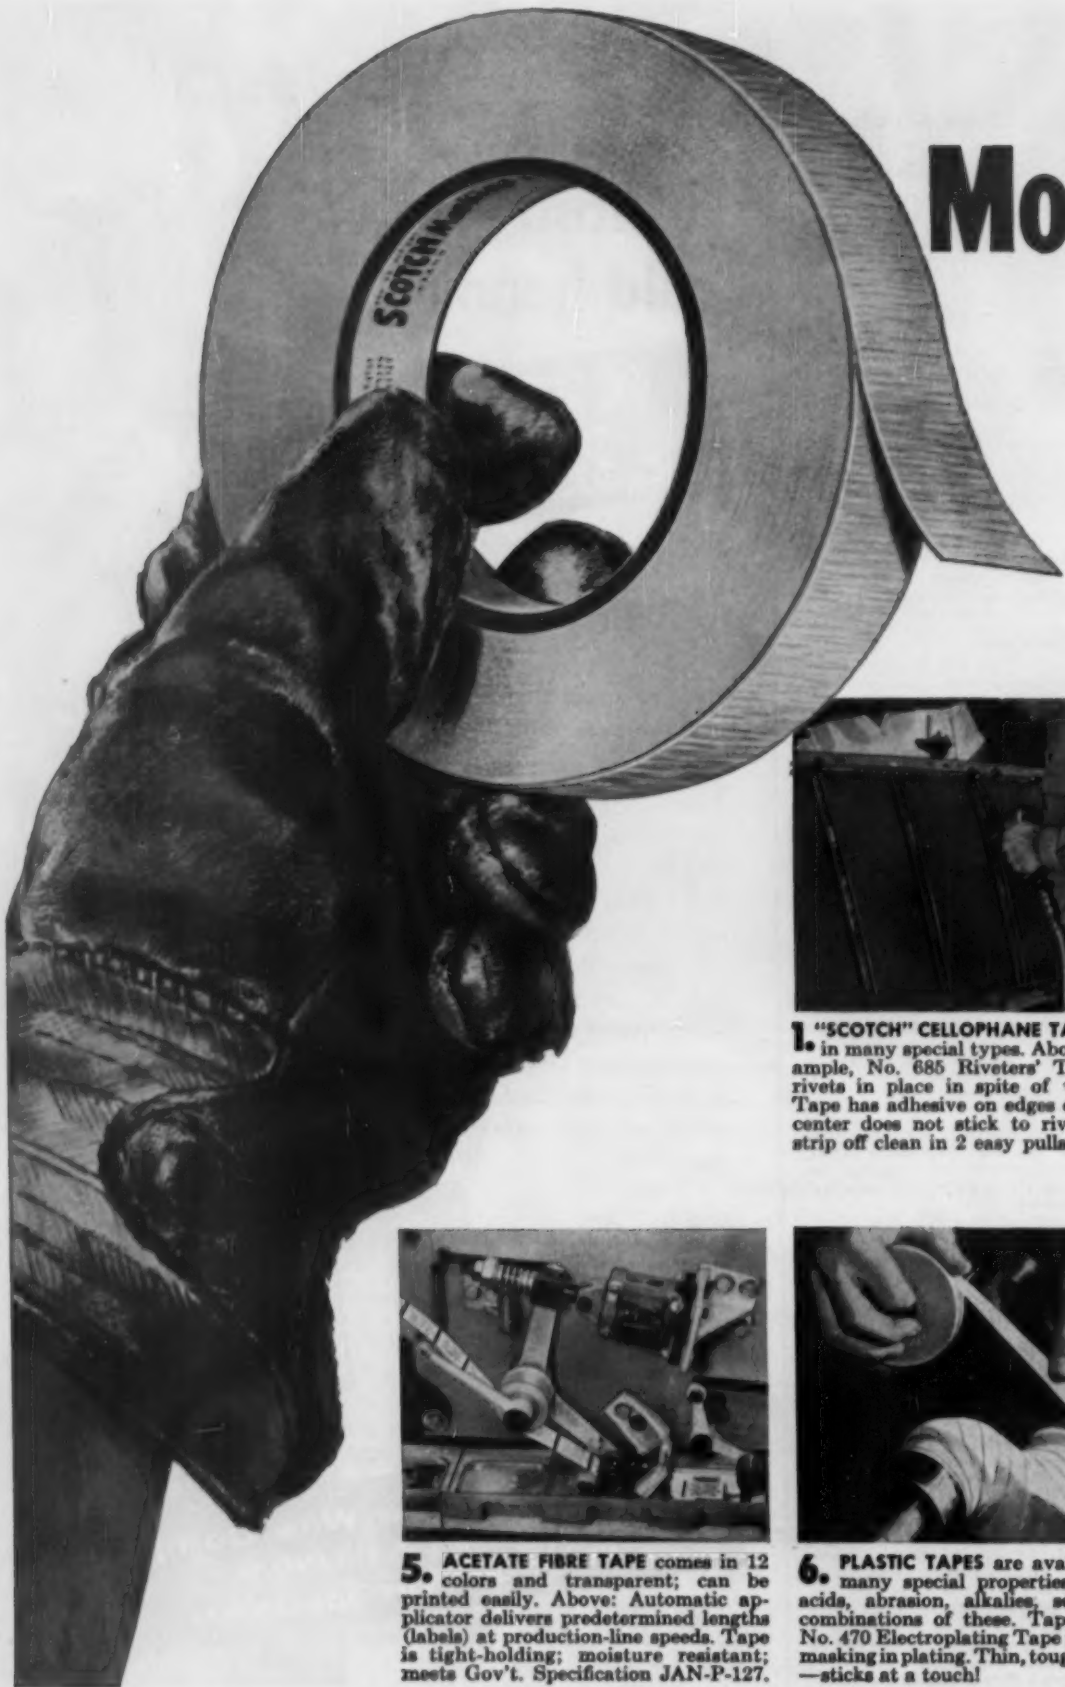 Mo
SCOTCH
1. "SCOTCH" CELLOPHANE TA
in many special types. Abo
ample, No. 685 Riveters' T
rivets in place in spite of
Tape has adhesive on edges
center does not stick to riv
strip off clean in 2 easy pulls
5. ACETATE FIBRE TAPE comes in 12
colors and transparent; can be
printed easily. Above: Automatic ap-
plicator delivers predetermined lengths
(labels) at production-line speeds. Tape
is tight-holding; moisture resistant;
meets Gov't. Specification JAN-P-127.
6. PLASTIC TAPES are ava
many special properties
acids, abrasion, alkalies, s
combinations of these. Tap
No. 470 Electroplating Tape
masking in plating. Thin, toug
—sticks at a touch!